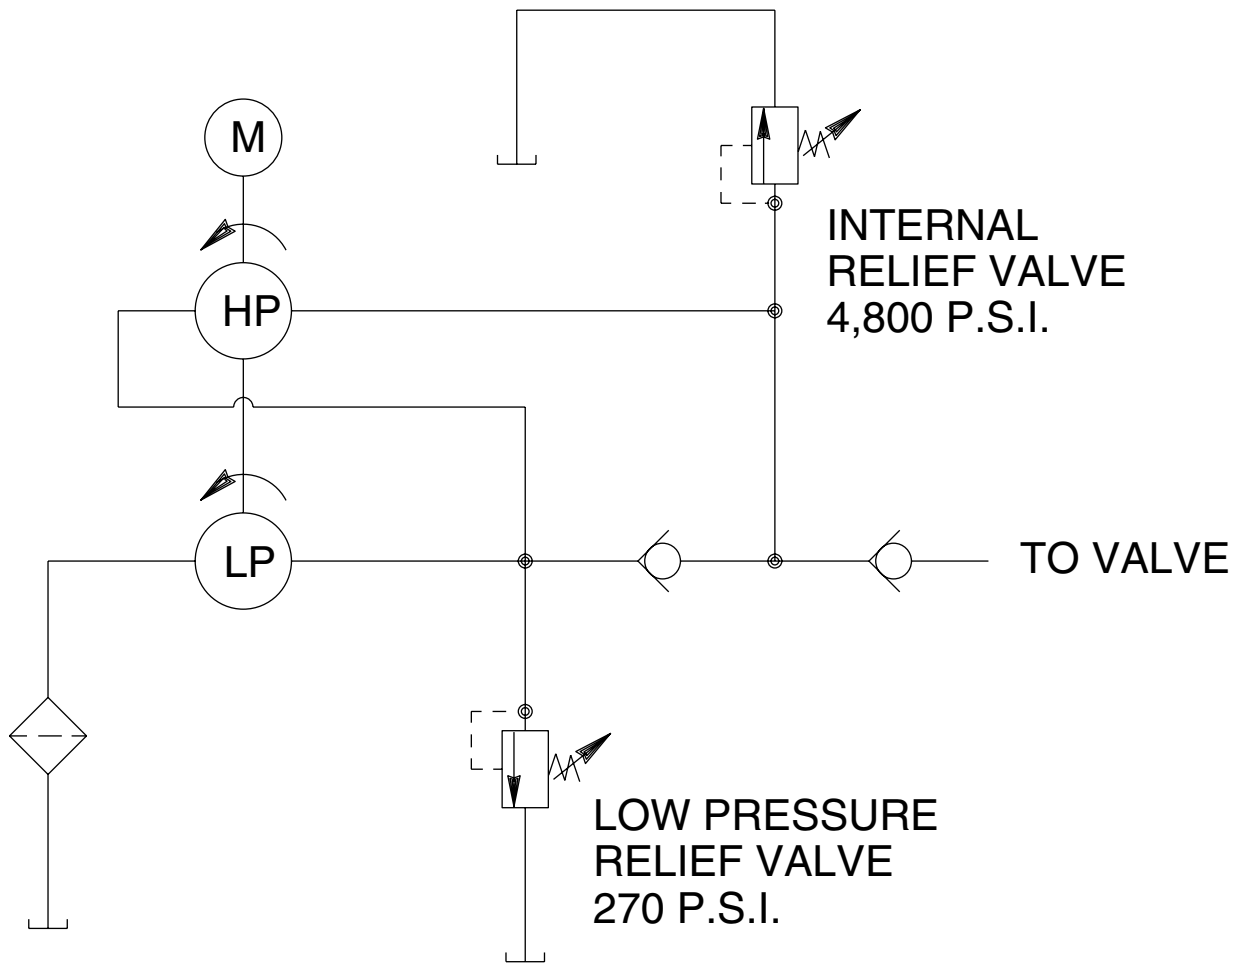 M
INTERNAL
RELIEF VALVE
4,800 P.S.I.
HP
LP
TO VALVE
LOW PRESSURE
RELIEF VALVE
270 P.S.I.